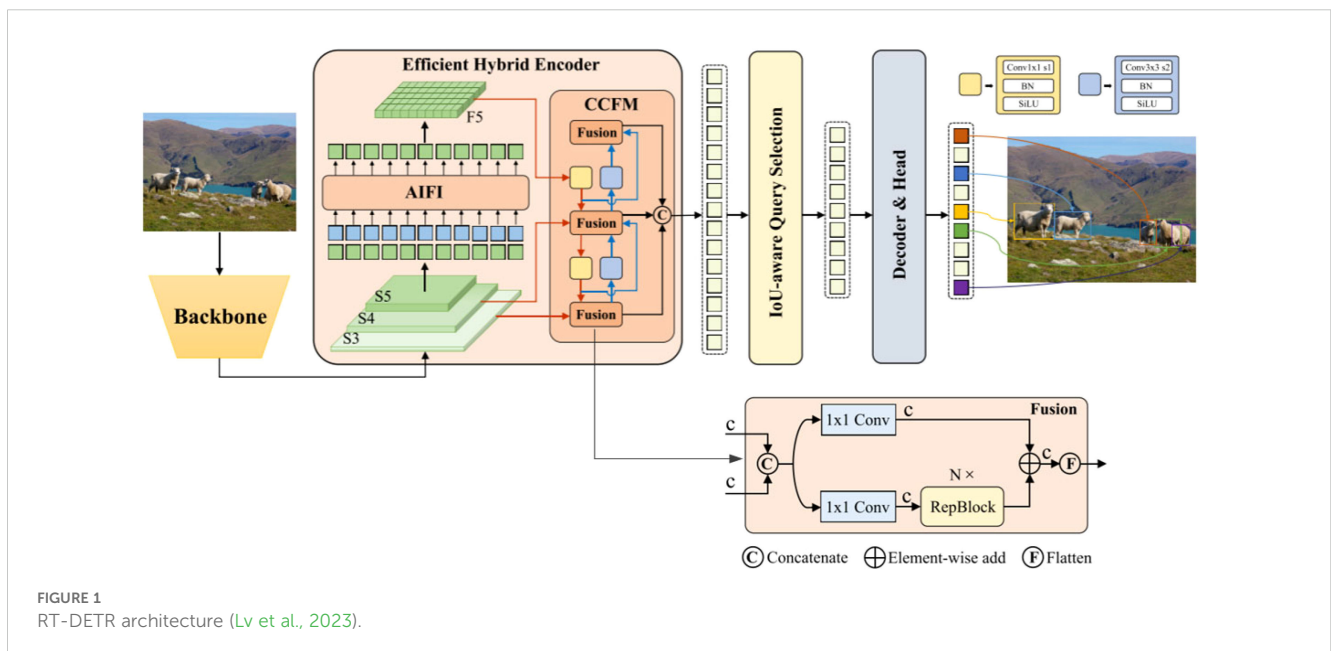 Efficient Hybrid Encoder
F5
AIFI
S5
S4
S3
Backbone
CCFM
Fusion
Fusion
Fusion
C
IoU-aware Query Selection
Decoder & Head
Conv1x1 s1
BN
SiLU
Conv3x3 s2
BN
SiLU
Fusion
C
C
C
1x1 Conv
C
1x1 Conv
C
N ×
RepBlock
C
F
C Concatenate
Element-wise add
F Flatten
FIGURE 1
RT-DETR architecture (Lv et al., 2023).